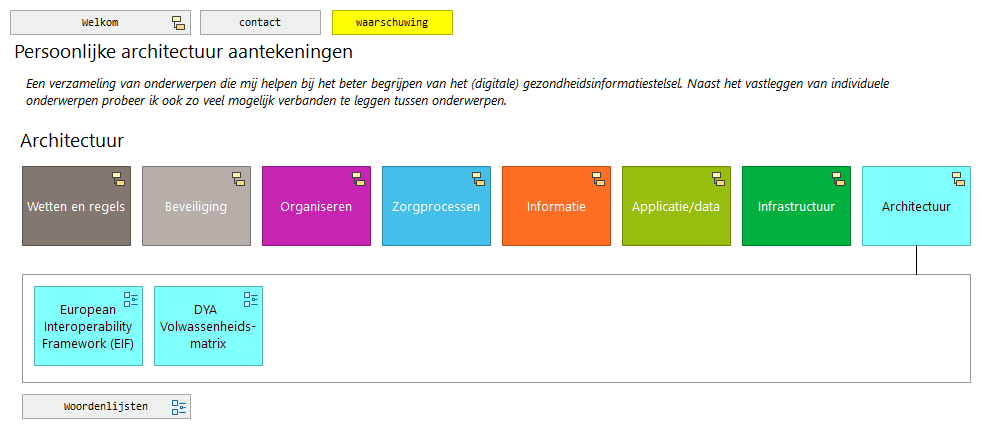 Welkom
contact
waarschuwing
Persoonlijke architectuur aantekeningen
Een verzameling van onderwerpen die mij helpen bij het beter begrijpen van het (digitale) gezondheidsinformatiestelsel. Naast het vastleggen van individuele
onderwerpen probeer ik ook zo veel mogelijk verbanden te leggen tussen onderwerpen.
Architectuur
Wetten en regels
Beveiliging
Organiseren
Zorgprocessen
Informatie
Applicatie/data
Infrastructuur
Architectuur
European
Interoperability
Framework (EIF)
DYA
Volwassenheids-
matrix
Woordenlijsten